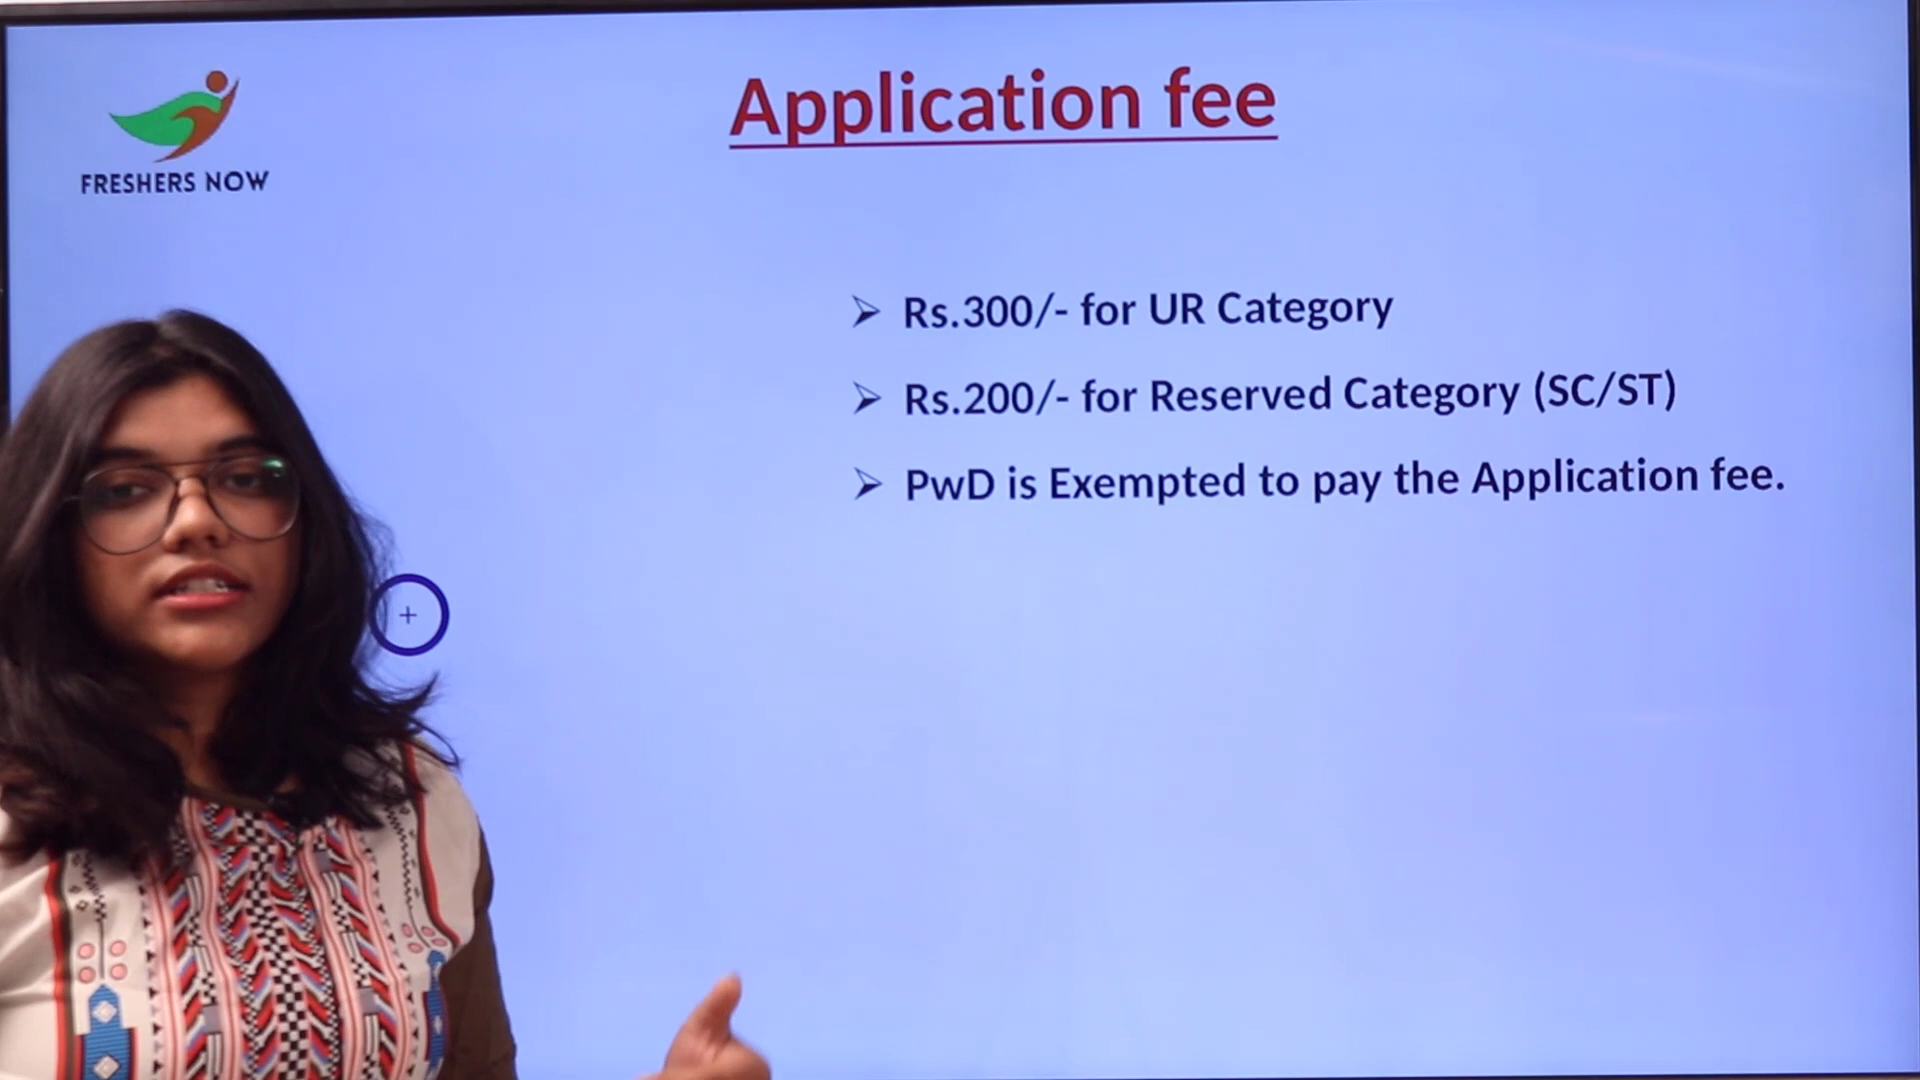 FRESHERS NOW
Application fee
Rs.300/- for UR Category
Rs.200/- for Reserved Category (SC/ST)
PwD is Exempted to pay the Application fee.